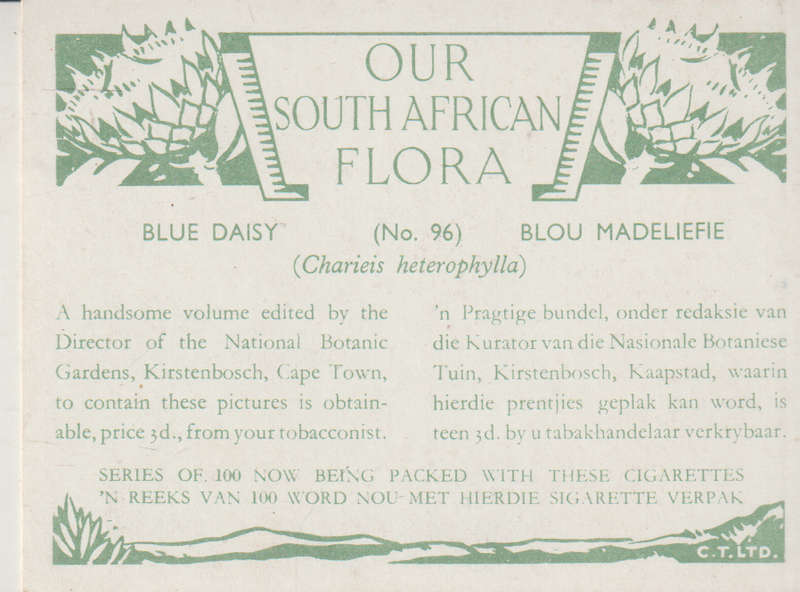 OUR
SOUTH AFRICAN
FLORA
BLUE DAISY (No. 96) BLOU MADELIEFIE
(Charieis heterophylla)
A handsome volume edited by the
Director of the National Botanic
Gardens, Kirstenbosch, Cape Town,
to contain these pictures is obtain-
able, price 3d., from your tobacconist.
'n Pragtige bundel, onder redaksie van
die Kurator van die Nasionale Botaniese
Tuin, Kirstenbosch, Kaapstad, waarin
hierdie prentjies geplak kan word, is
teen 3d. by u tabakhandelaar verkrybaar.
SERIES OF 100 NOW BEING PACKED WITH THESE CIGARETTES
'N REEKS VAN 100 WORD NOU MET HIERDIE SIGARETTE VERPAK
C.T. LTD.